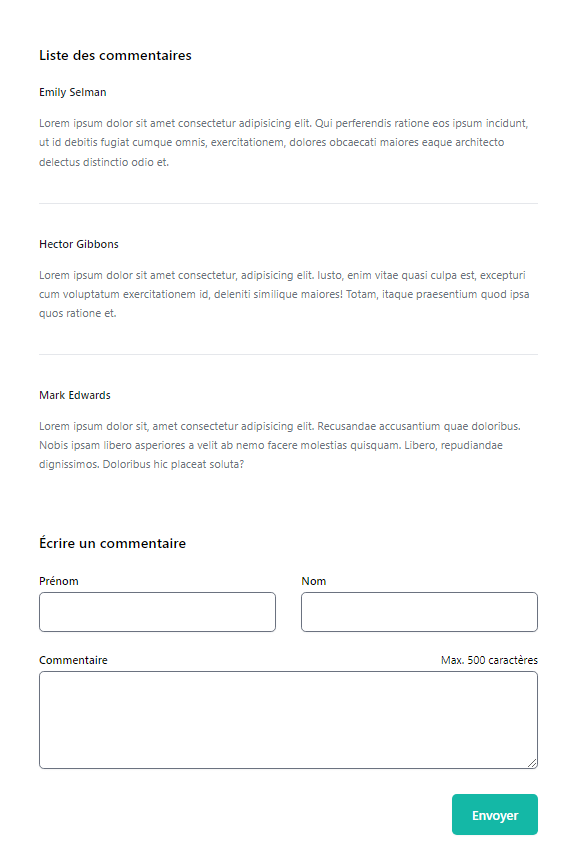 Liste des commentaires
Emily Selman
Lorem ipsum dolor sit amet consectetur adipisicing elit. Qui perferendis ratione eos ipsum incidunt,
ut id debitis fugiat cumque omnis, exercitationem, dolores obcaecati maiores eaque architecto
delectus distinctio odio et.
Hector Gibbons
Lorem ipsum dolor sit amet consectetur, adipisicing elit. Iusto, enim vitae quasi culpa est, excepturi
cum voluptatum exercitationem id, deleniti similique maiores! Totam, itaque praesentium quod ipsa
quos ratione et.
Mark Edwards
Lorem ipsum dolor sit, amet consectetur adipisicing elit. Recusandae accusantium quae doloribus.
Nobis ipsam libero asperiores a velit ab nemo facere molestias quisquam. Libero, repudiandae
dignissimos. Doloribus hic placeat soluta?
Écrire un commentaire
Prénom Nom
Commentaire Max. 500 caractères
Envoyer